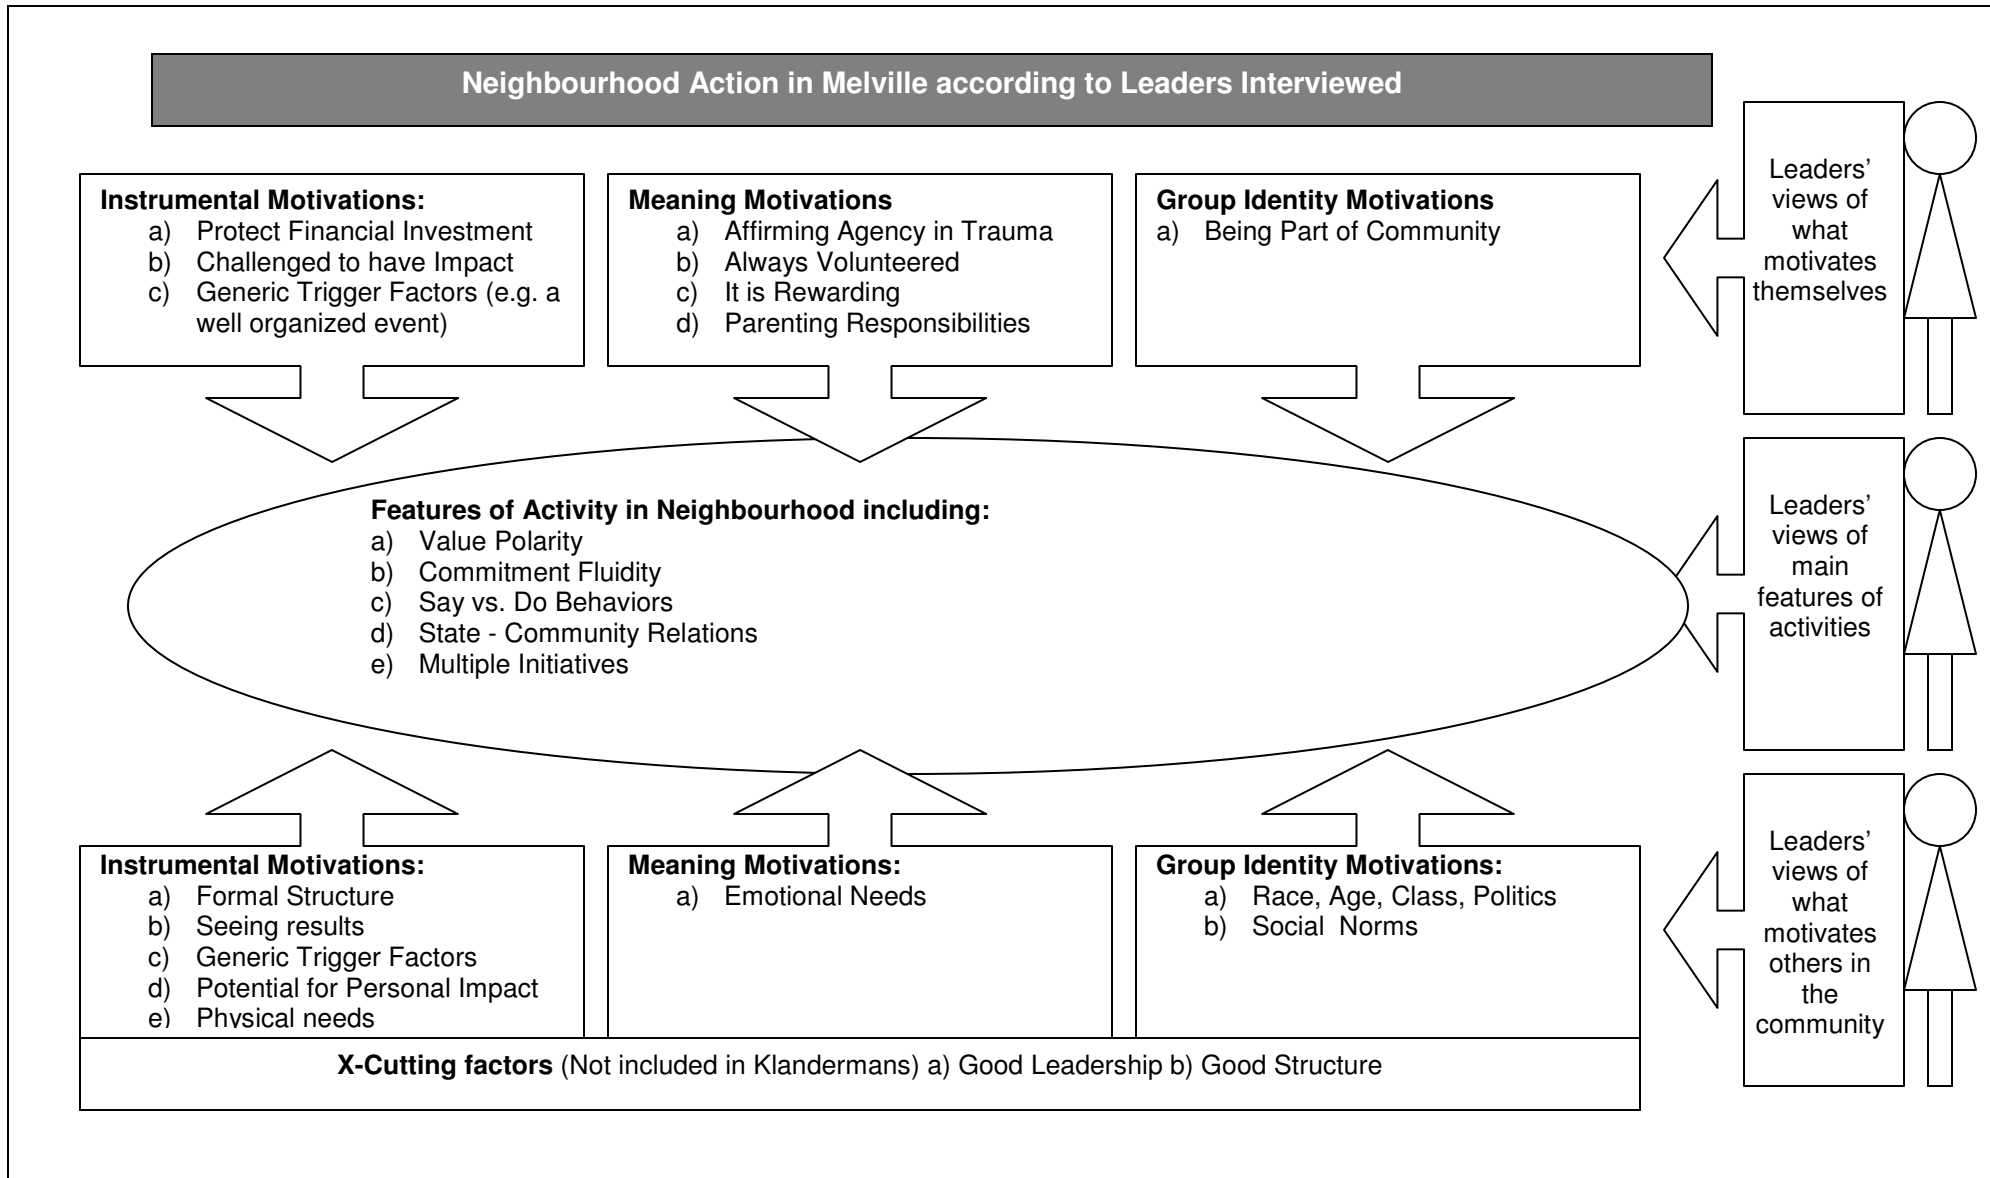 Neighbourhood Action in Melville according to Leaders Interviewed
Instrumental Motivations:
a) Protect Financial Investment
b) Challenged to have Impact
c) Generic Trigger Factors (e.g. a
well organized event)
Meaning Motivations
a) Affirming Agency in Trauma
b) Always Volunteered
c) It is Rewarding
d) Parenting Responsibilities
Group Identity Motivations
a) Being Part of Community
Leaders’
views of
what
motivates
themselves
Features of Activity in Neighbourhood including:
a) Value Polarity
b) Commitment Fluidity
c) Say vs. Do Behaviors
d) State - Community Relations
e) Multiple Initiatives
Leaders’
views of
main
features of
activities
Instrumental Motivations:
a) Formal Structure
b) Seeing results
c) Generic Trigger Factors
d) Potential for Personal Impact
e) Physical needs
Meaning Motivations:
a) Emotional Needs
Group Identity Motivations:
a) Race, Age, Class, Politics
b) Social Norms
Leaders’
views of
what
motivates
others in
the
community
X-Cutting factors (Not included in Klandermans) a) Good Leadership b) Good Structure